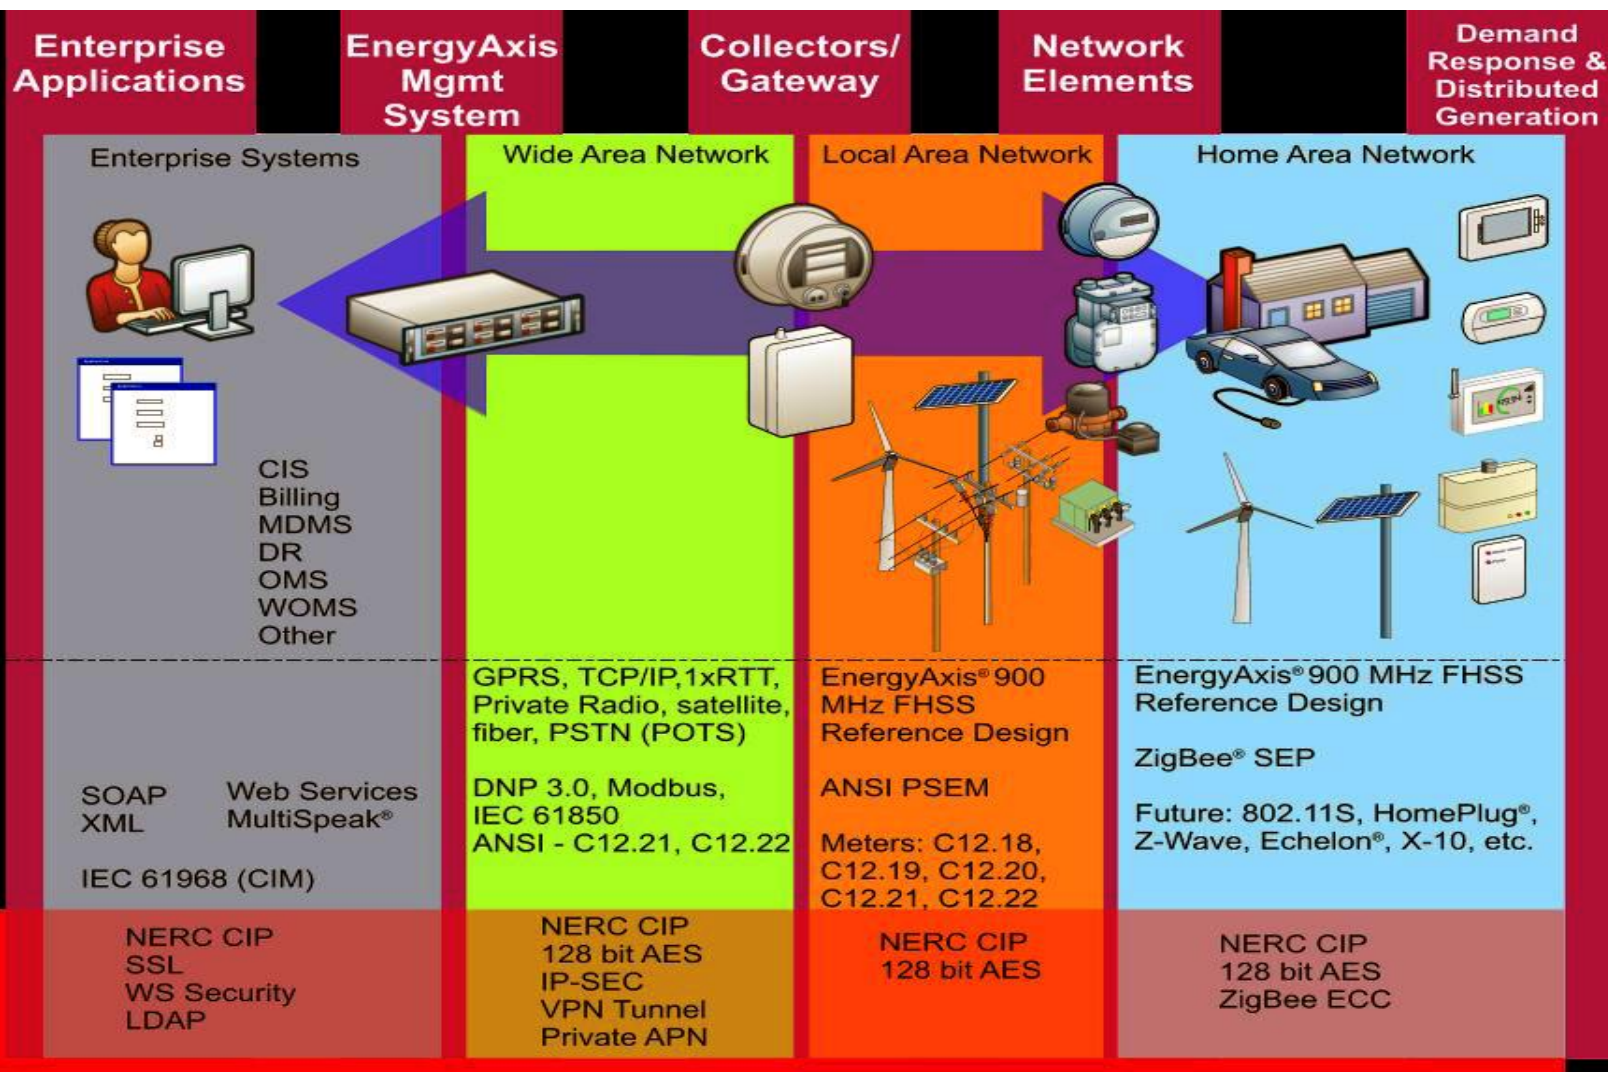 Enterprise
Applications
EnergyAxis
Mgmt
System
Collectors/
Gateway
Network
Elements
Demand
Response &
Distributed
Generation
Enterprise Systems
CIS
Billing
MDMS
DR
OMS
WOMS
Other
SOAP
XML
Web Services
MultiSpeak®
IEC 61968 (CIM)
NERC CIP
SSL
WS Security
LDAP
Wide Area Network
GPRS, TCP/IP,1xRTT,
Private Radio, satellite,
fiber, PSTN (POTS)
DNP 3.0, Modbus,
IEC 61850
ANSI - C12.21, C12.22
NERC CIP
128 bit AES
IP-SEC
VPN Tunnel
Private APN
Local Area Network
EnergyAxis® 900
MHz FHSS
Reference Design
ANSI PSEM
Meters: C12.18,
C12.19, C12.20,
C12.21, C12.22
NERC CIP
128 bit AES
Home Area Network
EnergyAxis® 900 MHz FHSS
Reference Design
ZigBee® SEP
Future: 802.11S, HomePlug®,
Z-Wave, Echelon®, X-10, etc.
NERC CIP
128 bit AES
ZigBee ECC